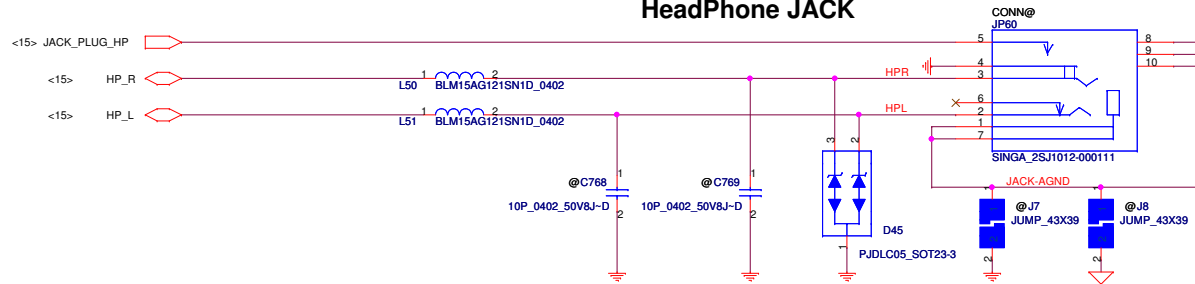 HeadPhone JACK
CONN@
JP60
<15> JACK_PLUG_HP
5
8
9
4
10
<15> HP_R
1
2
HPR
3
L50
BLM15AG121SN1D_0402
6
<15> HP_L
1
2
HPL
2
L51
BLM15AG121SN1D_0402
1
7
3
2
SINGA_2SJ1012-000111
@C768
1
@C769
1
JACK-AGND
10P_0402_50V8J~D
2
10P_0402_50V8J~D
2
@J7
JUMP_43X39
@J8
JUMP_43X39
D45
1
PJDLC05_SOT23-3
2
2